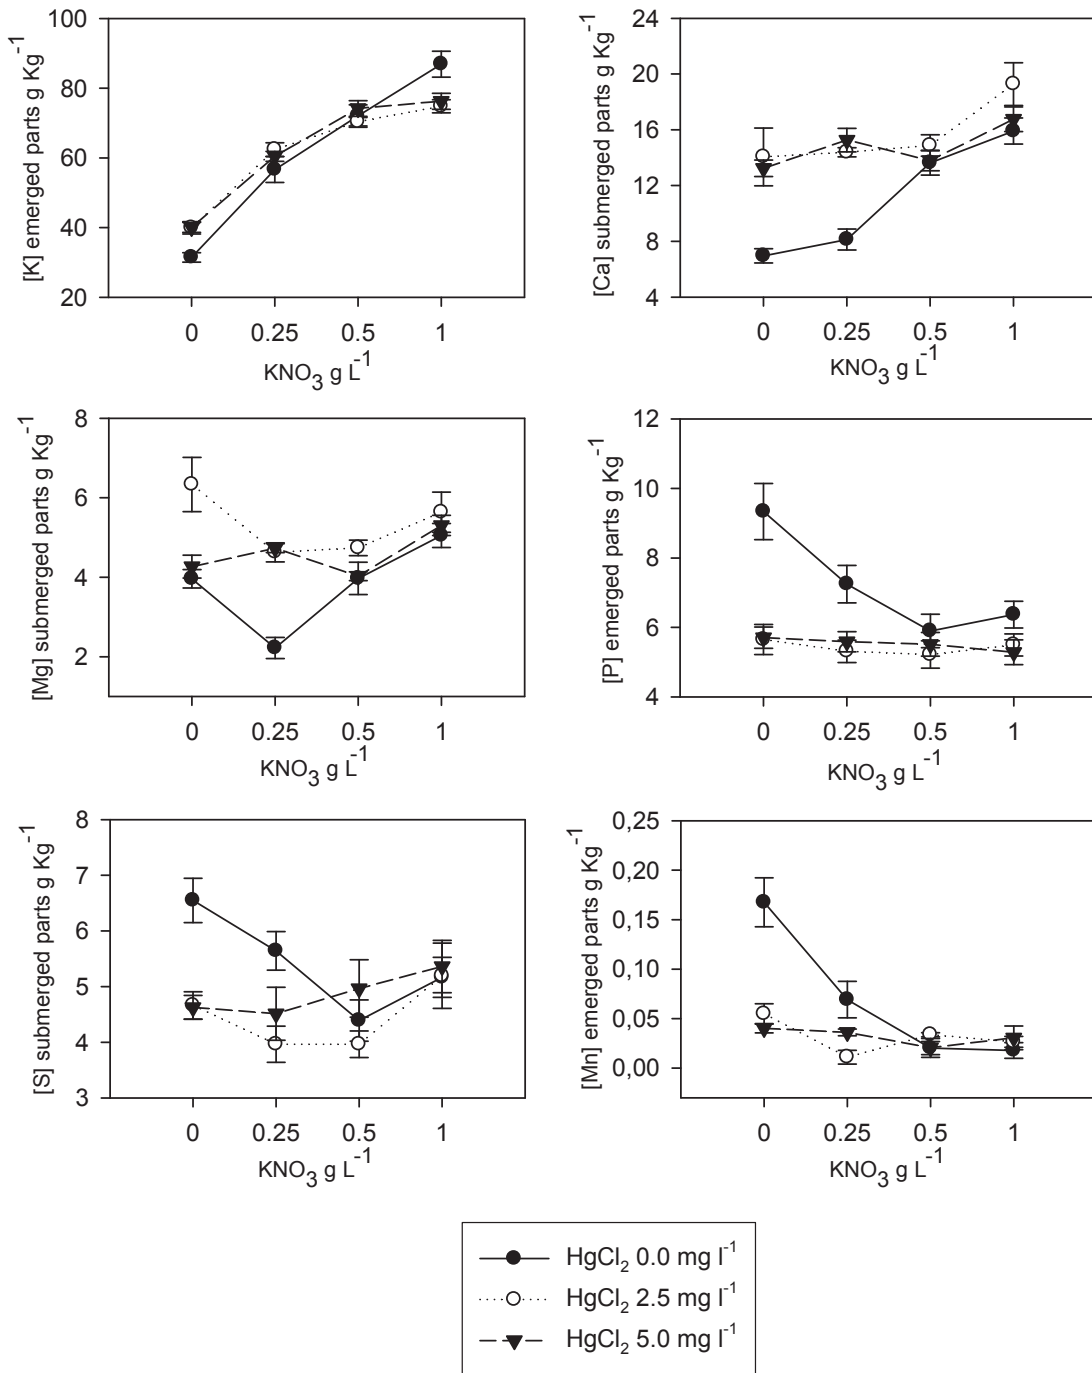 [K] emerged parts g Kg-1
100
80
60
40
20
0 0.25 0.5 1
KNO3 g L-1
[Ca] submerged parts g Kg-1
24
20
16
12
8
4
0 0.25 0.5 1
KNO3 g L-1
[Mg] submerged parts g Kg-1
8
6
4
2
0 0.25 0.5 1
KNO3 g L-1
[P] emerged parts g Kg-1
12
10
8
6
4
0 0.25 0.5 1
KNO3 g L-1
[S] submerged parts g Kg-1
8
7
6
5
4
3
0 0.25 0.5 1
KNO3 g L-1
[Mn] emerged parts g Kg-1
0,25
0,20
0,15
0,10
0,05
0,00
0 0.25 0.5 1
KNO3 g L-1
HgCl2 0.0 mg l-1
HgCl2 2.5 mg l-1
HgCl2 5.0 mg l-1